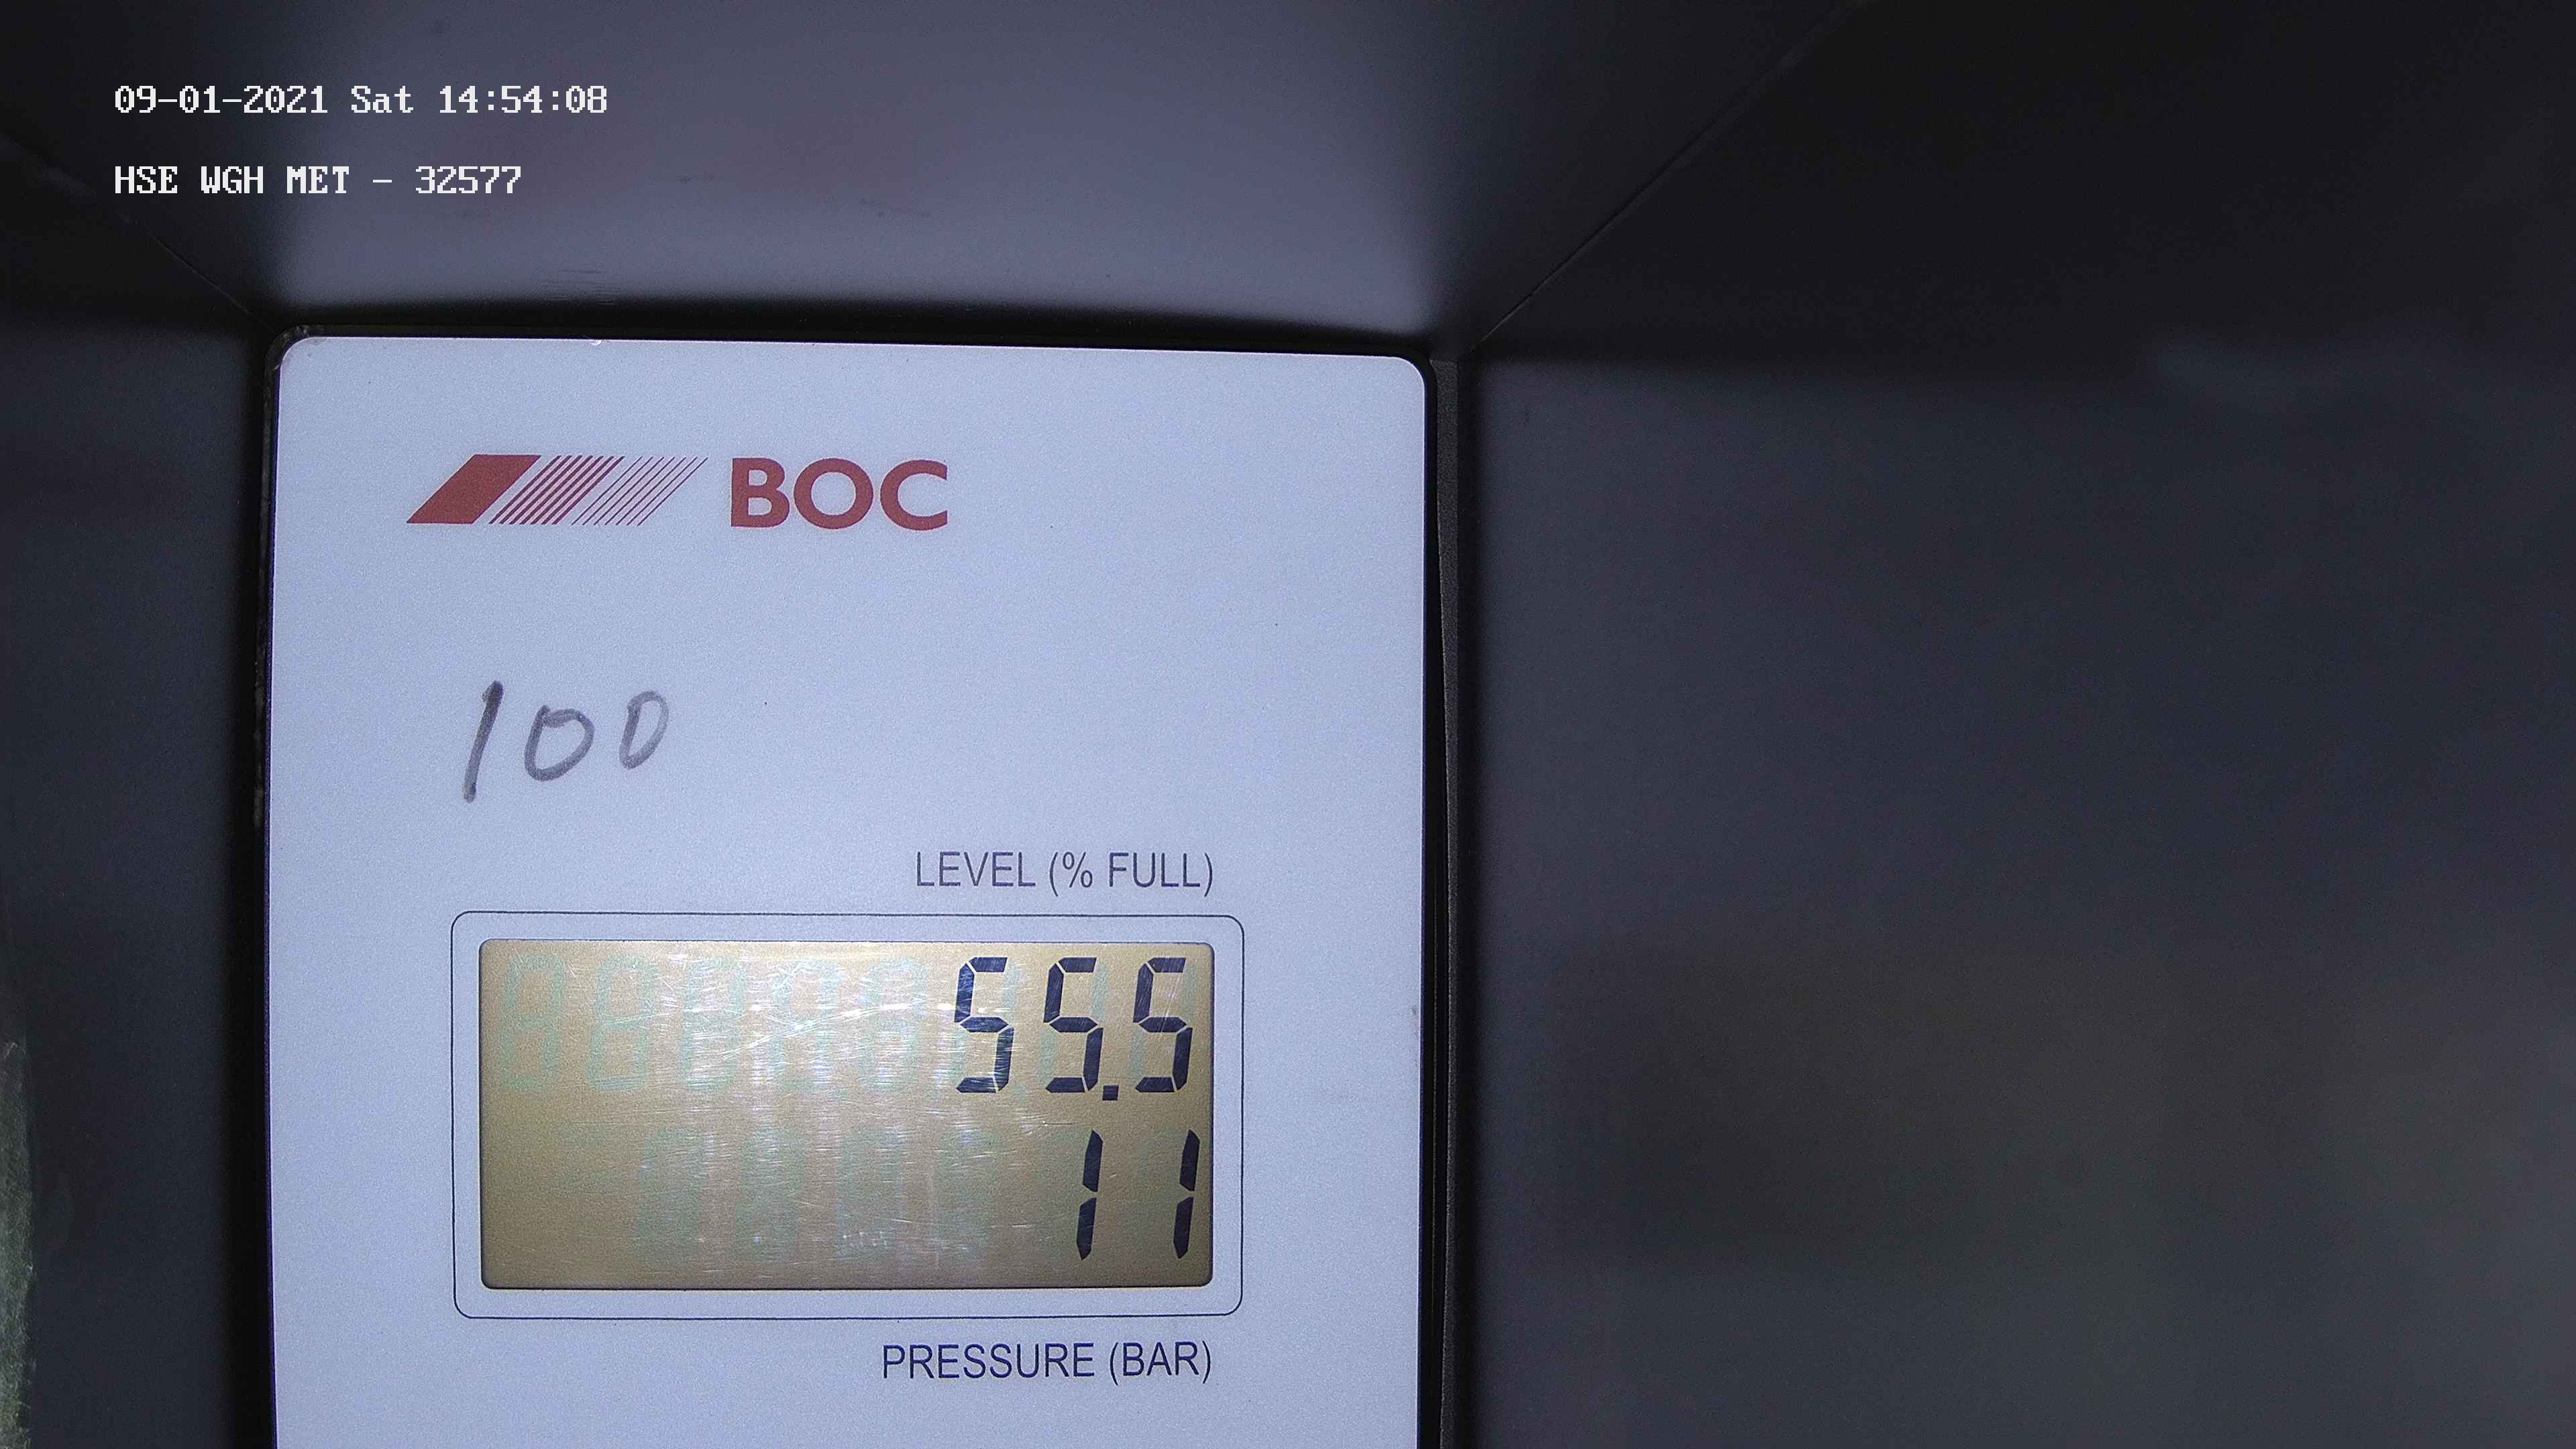 09-01-2021 Sat 14:54:08
HSE WGH MET - 32577
BOC
100
LEVEL (% FULL)
55.5
11
PRESSURE (BAR)